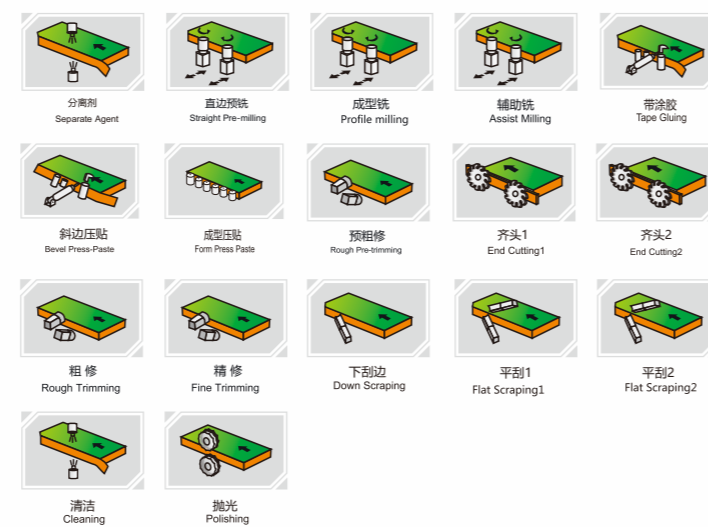 分离剂
Separate Agent
直边预铣
Straight Pre-milling
成型铣
Profile milling
辅助铣
Assist Milling
带涂胶
Tape Gluing
斜边压贴
Bevel Press-Paste
成型压贴
Form Press Paste
预粗修
Rough Pre-trimming
齐头1
End Cutting1
齐头2
End Cutting2
粗 修
Rough Trimming
精 修
Fine Trimming
下刮边
Down Scraping
平刮1
Flat Scraping1
平刮2
Flat Scraping2
清洁
Cleaning
抛光
Polishing